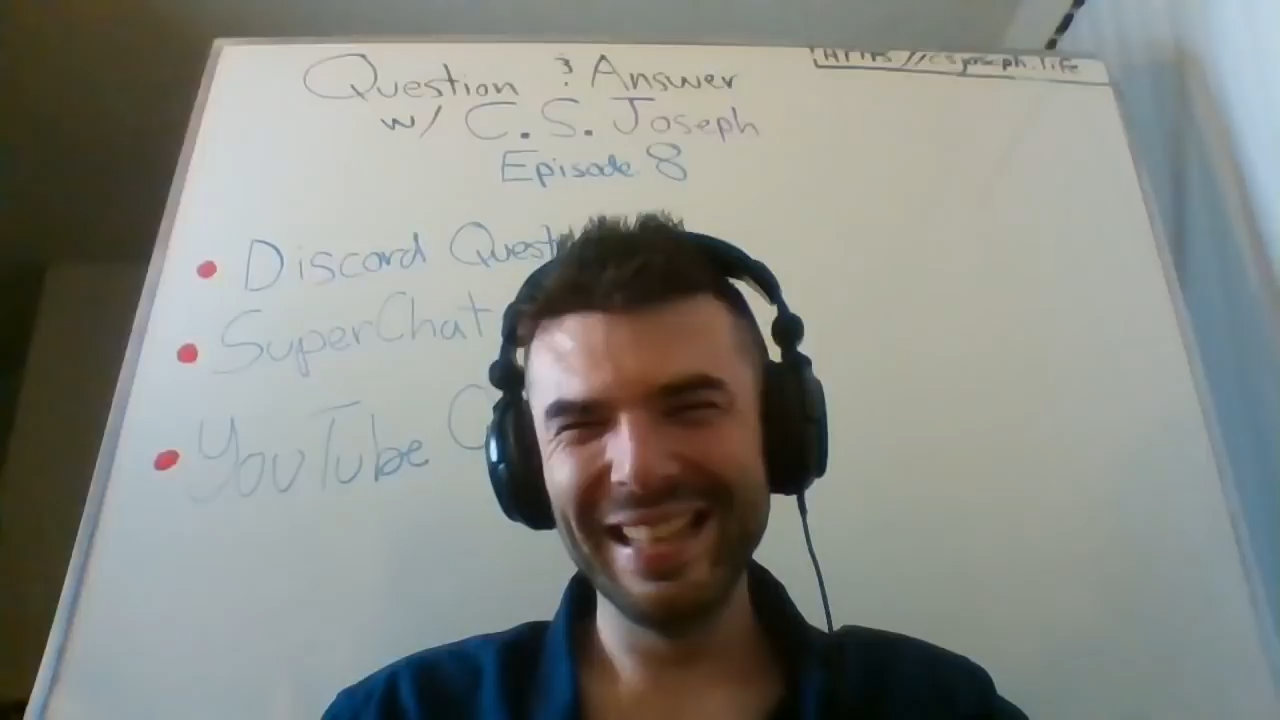 Question & Answer
w/ C.S. Joseph
Episode 8
https://csjoseph.life
Discord Quest
SuperChat
YouTube